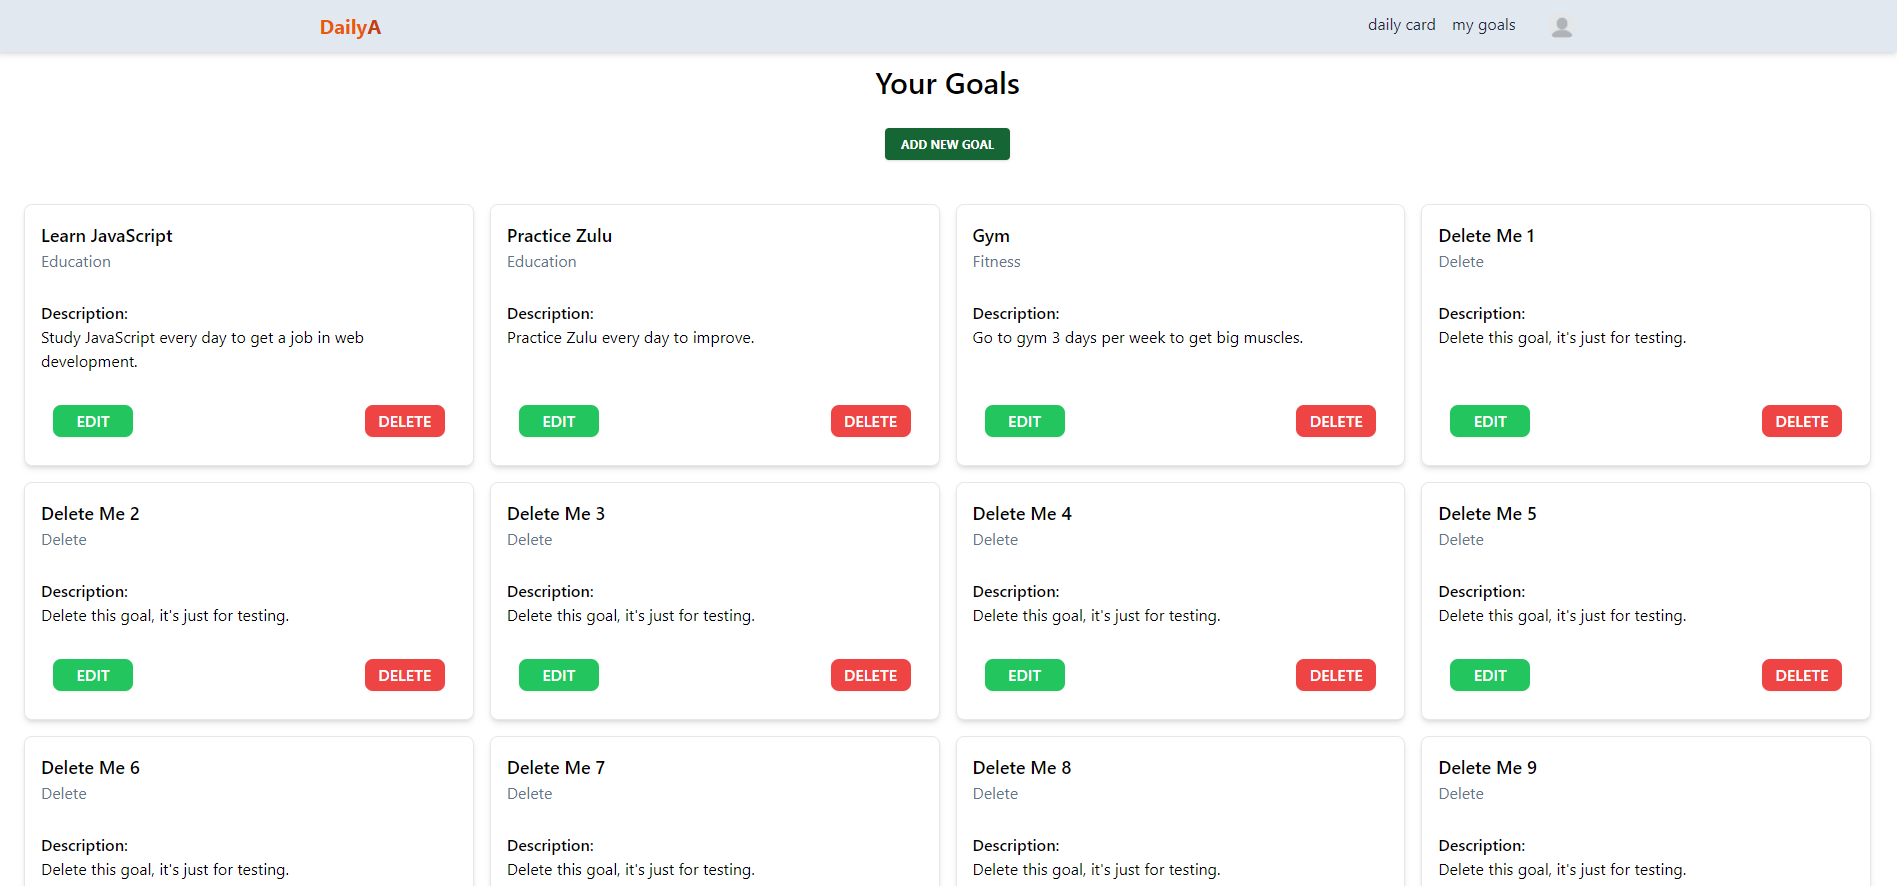 DailyA
daily card my goals
Your Goals
ADD NEW GOAL
Learn JavaScript
Education
Description:
Study JavaScript every day to get a job in web
development.
EDIT DELETE
Practice Zulu
Education
Description:
Practice Zulu every day to improve.
EDIT DELETE
Gym
Fitness
Description:
Go to gym 3 days per week to get big muscles.
EDIT DELETE
Delete Me 1
Delete
Description:
Delete this goal, it's just for testing.
EDIT DELETE
Delete Me 2
Delete
Description:
Delete this goal, it's just for testing.
EDIT DELETE
Delete Me 3
Delete
Description:
Delete this goal, it's just for testing.
EDIT DELETE
Delete Me 4
Delete
Description:
Delete this goal, it's just for testing.
EDIT DELETE
Delete Me 5
Delete
Description:
Delete this goal, it's just for testing.
EDIT DELETE
Delete Me 6
Delete
Description:
Delete this goal, it's just for testing.
Delete Me 7
Delete
Description:
Delete this goal, it's just for testing.
Delete Me 8
Delete
Description:
Delete this goal, it's just for testing.
Delete Me 9
Delete
Description:
Delete this goal, it's just for testing.